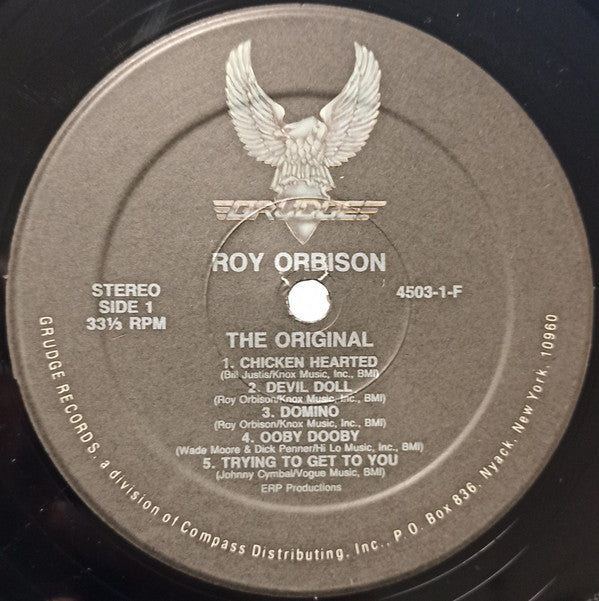 GRUDGE
ROY ORBISON
STEREO
SIDE 1
33⅓ RPM
4503-1-F
THE ORIGINAL
1. CHICKEN HEARTED
(Bill Justis/Knox Music, Inc., BMI)
2. DEVIL DOLL
(Roy Orbison/Knox Music, Inc., BMI)
3. DOMINO
(Roy Orbison/Knox Music, Inc., BMI)
4. OOBY DOOBY
(Wade Moore & Dick Penner/Hi Lo Music, Inc., BMI)
5. TRYING TO GET TO YOU
(Johnny Cymbal/Vogue Music, BMI)
ERP Productions
GRUDGE RECORDS, a division of Compass Distributing, Inc., P.O. Box 836, Nyack, New York, 10960